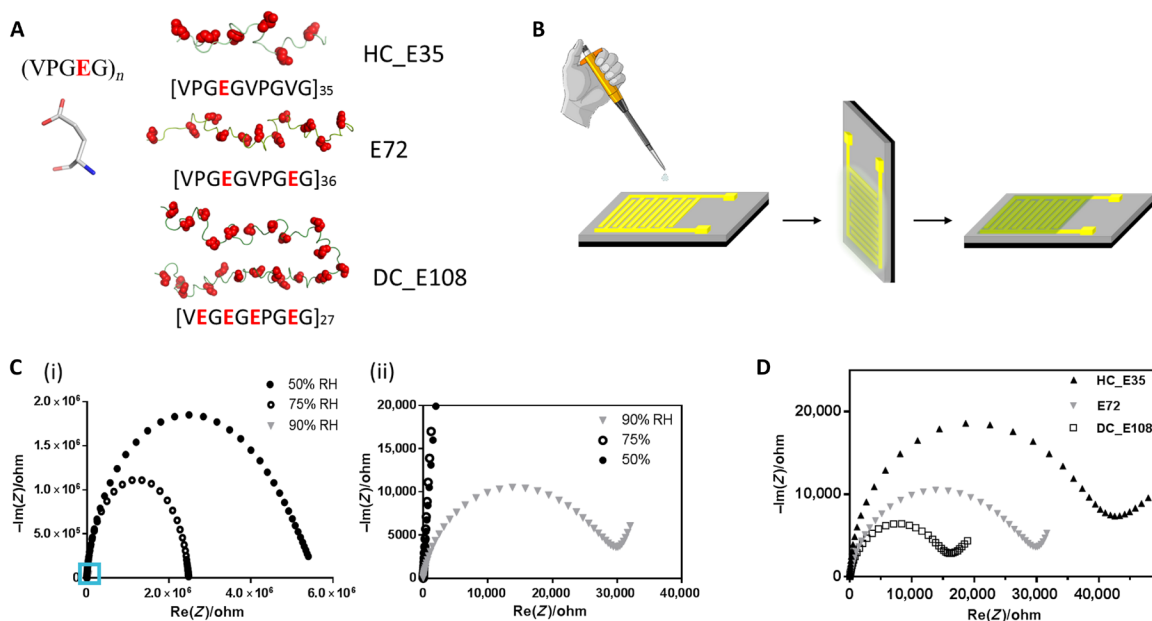 A
(VPGEG)n
HC_E35
[VPGEGVPGVG]35
E72
[VPGEGVPGEG]36
DC_E108
[VEGEGEPGEG]27
B
C
(i)
50% RH
75% RH
90% RH
2.0 × 10⁶
1.5 × 10⁶
1.0 × 10⁶
5.0 × 10⁵
0
–Im(Z)/ohm
0
2.0 × 10⁶
4.0 × 10⁶
6.0 × 10⁶
Re(Z)/ohm
(ii)
90% RH
75%
50%
20,000
15,000
10,000
5000
0
–Im(Z)/ohm
0
10,000
20,000
30,000
40,000
Re(Z)/ohm
D
HC_E35
E72
DC_E108
20,000
10,000
0
–Im(Z)/ohm
0
10,000
20,000
30,000
40,000
Re(Z)/ohm